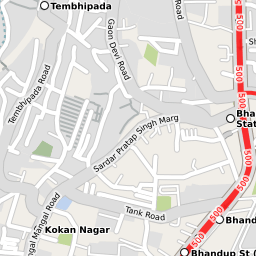 Tembhipada
Gaon Devi Road
Tembhipada Road
500
Bha
Stat
Sardar Pratap Singh Marg
500
Tank Road
500
Bhand
Mangal Road
Kokan Nagar
500
Bhandup St (